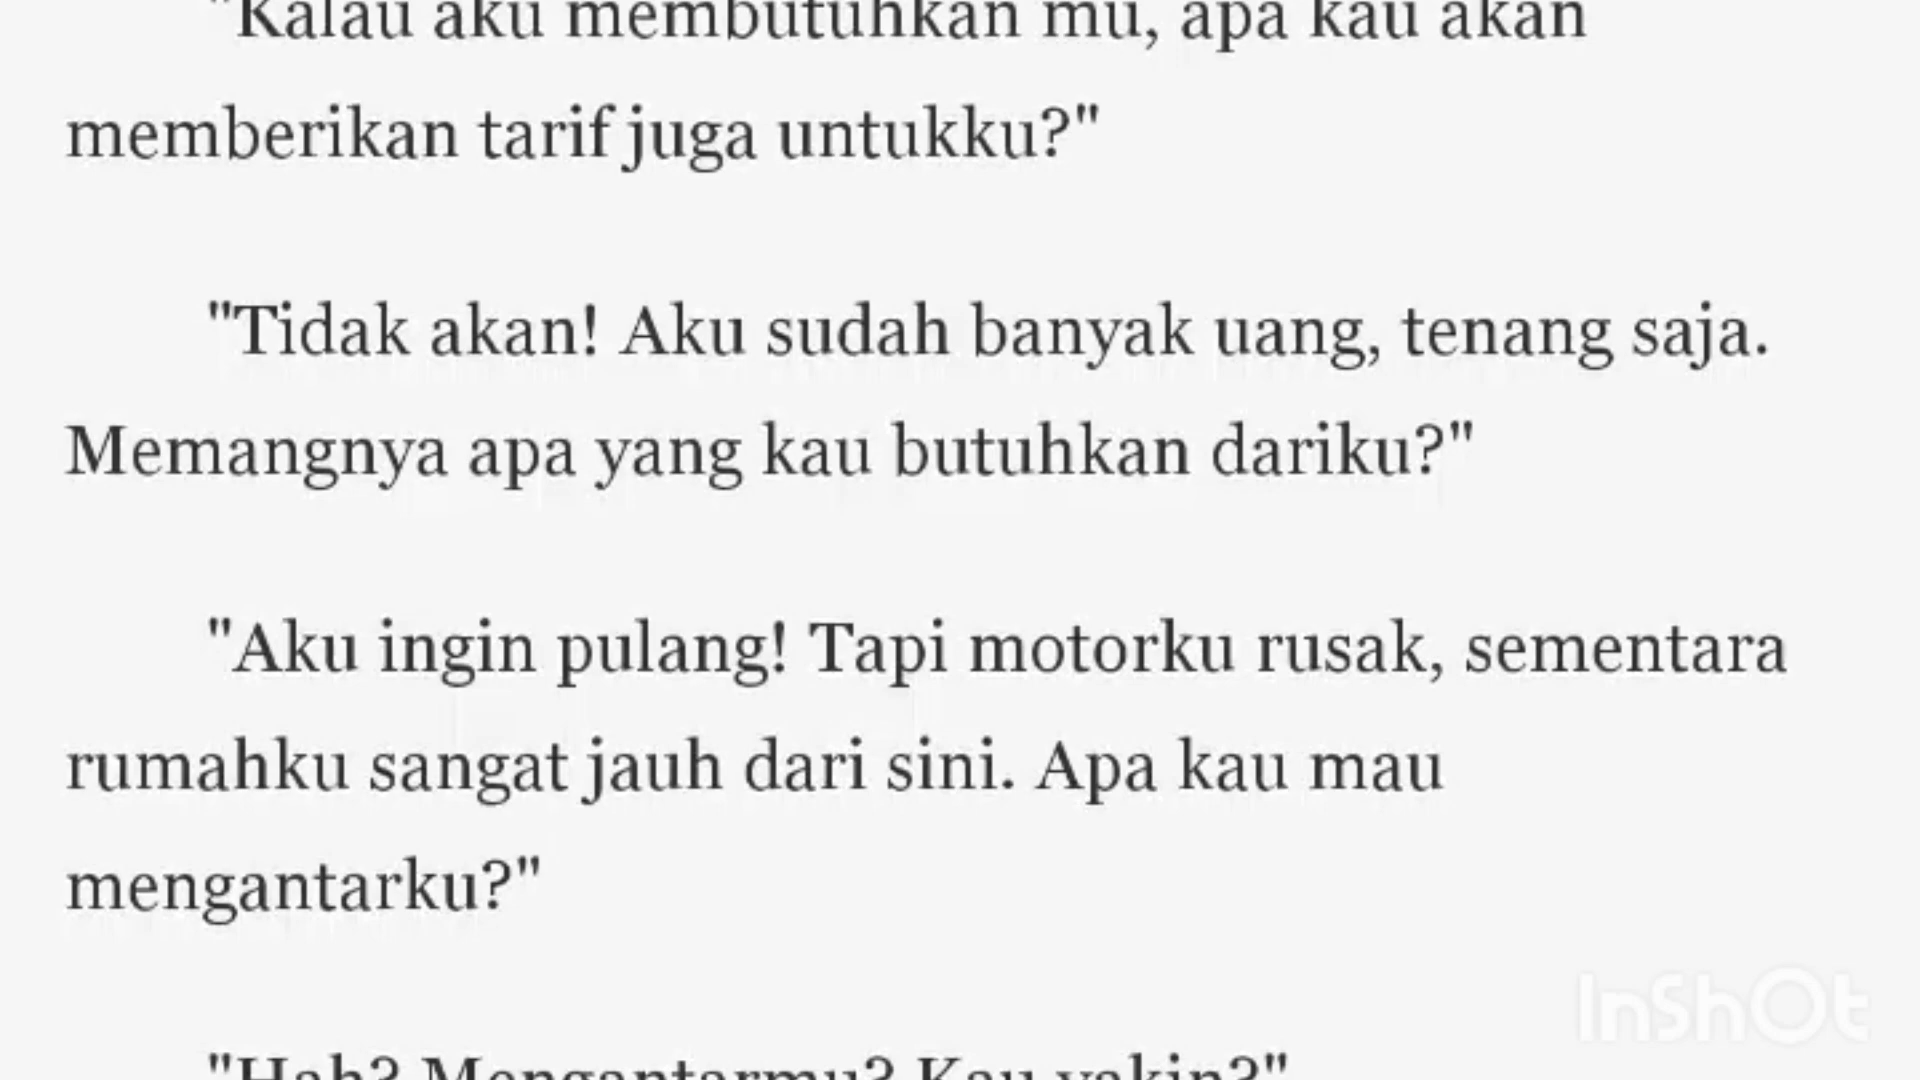 "Kalau aku membutuhkan mu, apa kau akan
memberikan tarif juga untukku?"
"Tidak akan! Aku sudah banyak uang, tenang saja.
Memangnya apa yang kau butuhkan dariku?"
"Aku ingin pulang! Tapi motorku rusak, sementara
rumahku sangat jauh dari sini. Apa kau mau
mengantarku?"
"Hah? Mengantarmu? Kau yakin?"
InShOt